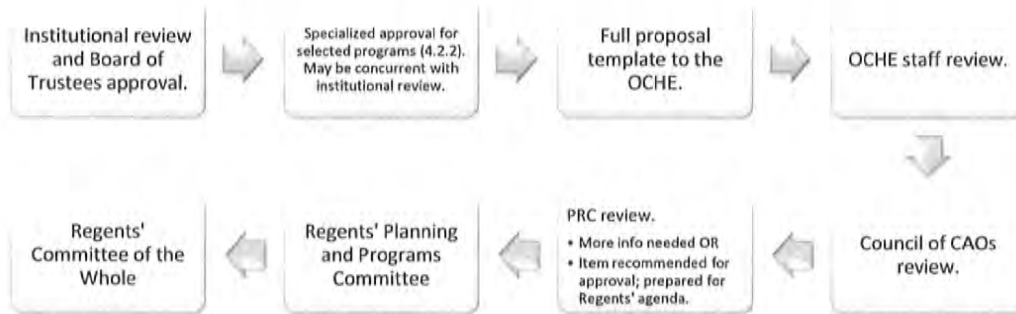 Institutional review
and Board of
Trustees approval.
Specialized approval for
selected programs (4.2.2).
May be concurrent with
institutional review.
Full proposal
template to the
OCHE.
OCHE staff review.
Council of CAOs
review.
PRC review.
• More info needed OR
• Item recommended for
approval; prepared for
Regents' agenda.
Regents' Planning
and Programs
Committee
Regents'
Committee of the
Whole